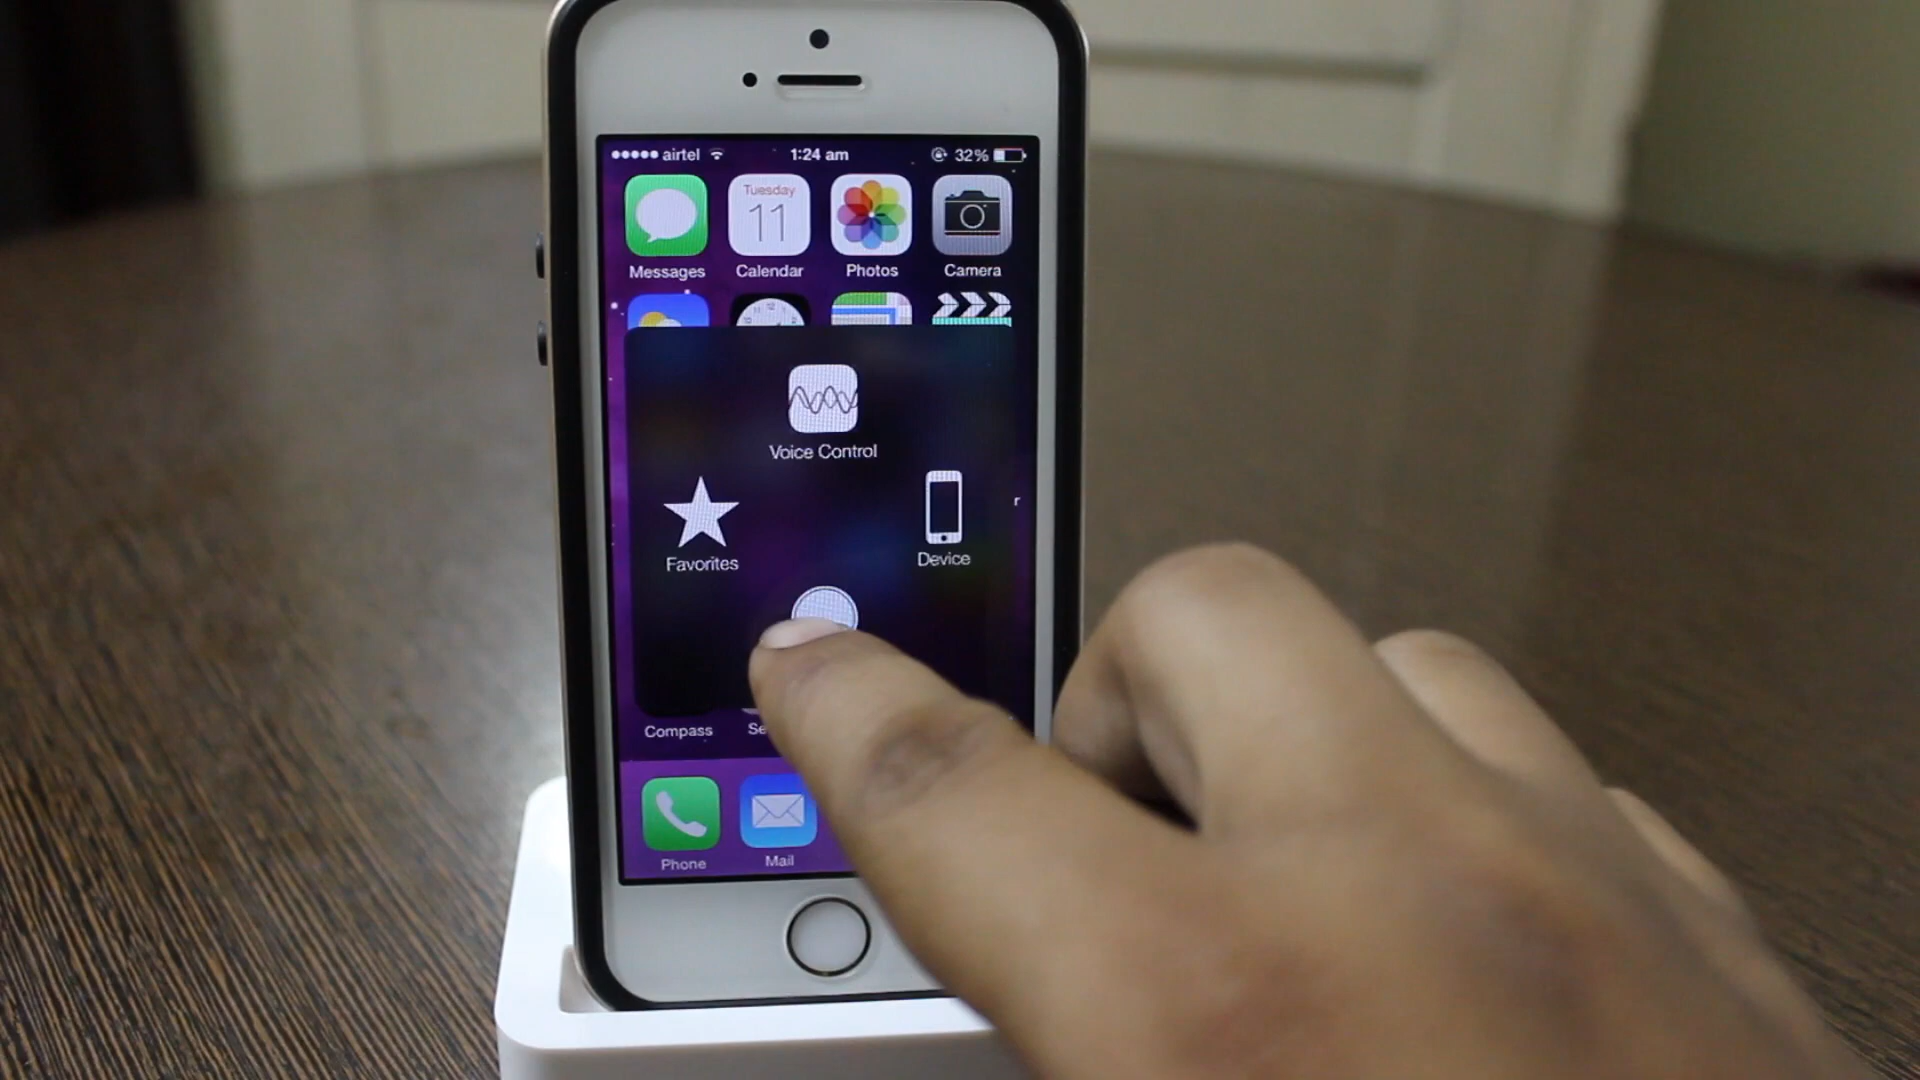 airtel 1:24 am 32%
Tuesday
11
Messages Calendar Photos Camera
Voice Control
Favorites Device
Compass
Phone Mail